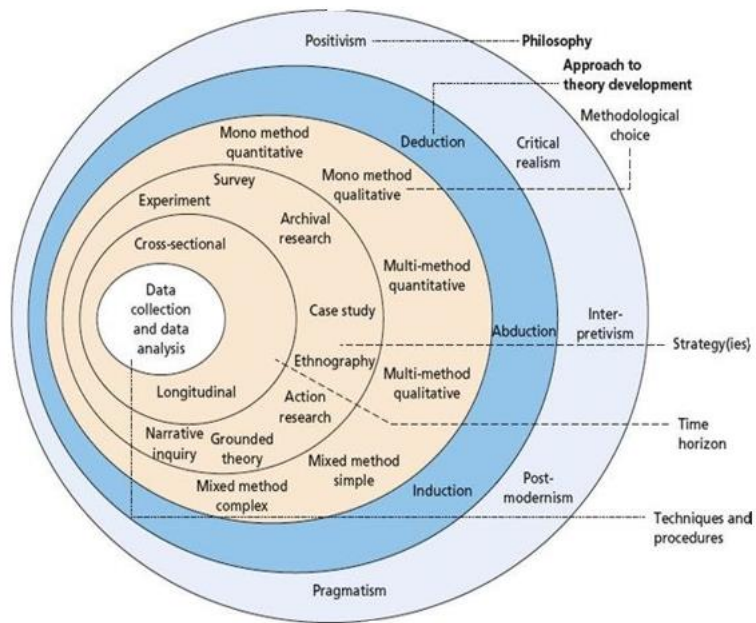 Positivism
Philosophy
Approach to
theory development
Methodological
choice
Deduction
Critical
realism
Mono method
quantitative
Mono method
qualitative
Survey
Experiment
Archival
research
Cross-sectional
Multi-method
quantitative
Data
collection
and data
analysis
Case study
Abduction
Inter-
pretivism
Strategy(ies)
Ethnography
Multi-method
qualitative
Longitudinal
Action
research
Time
horizon
Narrative
inquiry
Grounded
theory
Mixed method
simple
Mixed method
complex
Induction
Post-
modernism
Techniques and
procedures
Pragmatism